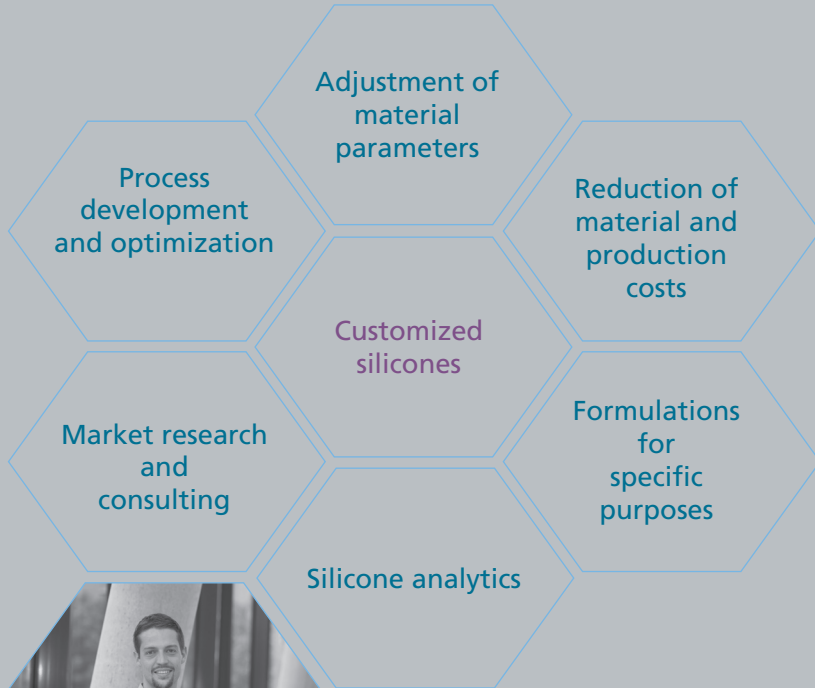 Adjustment of
material
parameters
Process
development
and optimization
Reduction of
material and
production
costs
Customized
silicones
Market research
and
consulting
Formulations
for
specific
purposes
Silicone analytics